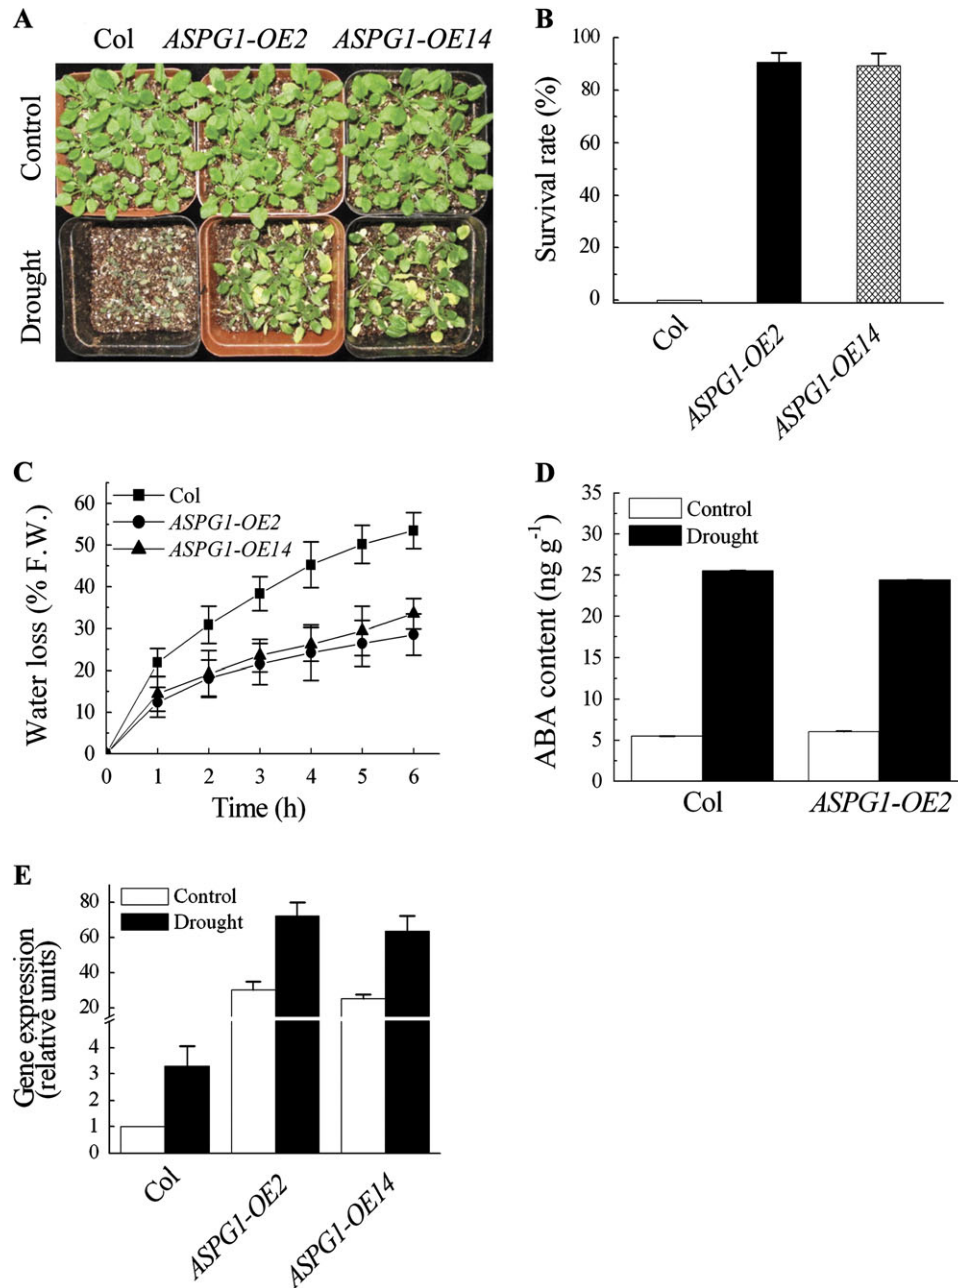 A
Col ASPG1-OE2 ASPG1-OE14
Control
Drought
B
Survival rate (%)
100
80
60
40
20
0
Col
ASPG1-OE2
ASPG1-OE14
C
Water loss (% F.W.)
60
50
40
30
20
10
0
Col
ASPG1-OE2
ASPG1-OE14
0 1 2 3 4 5 6
Time (h)
D
ABA content (ng g-1)
35
30
25
20
15
10
5
0
Control
Drought
Col ASPG1-OE2
E
Gene expression
(relative units)
80
60
40
20
4
3
2
1
0
Control
Drought
Col
ASPG1-OE2
ASPG1-OE14